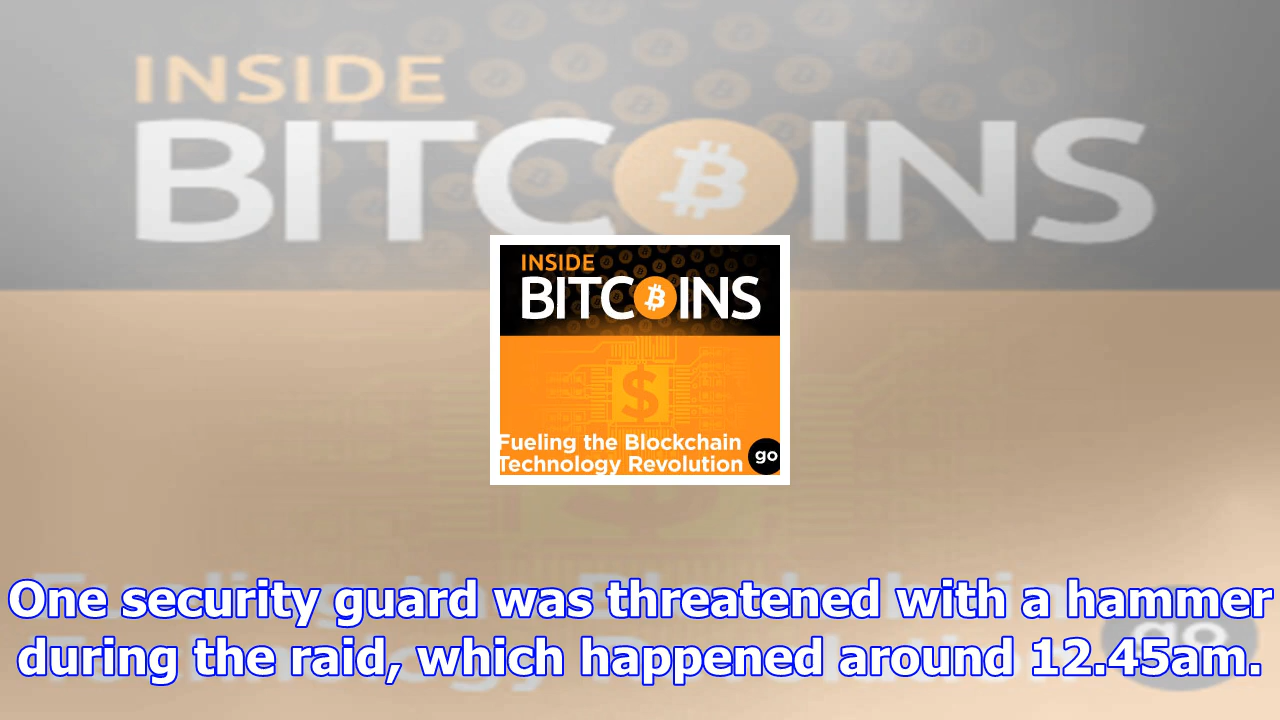 INSIDE
BITCOINS
INSIDE
BITCOINS
$
Fueling the Blockchain
Technology Revolution
go
One security guard was threatened with a hammer
during the raid, which happened around 12.45am.